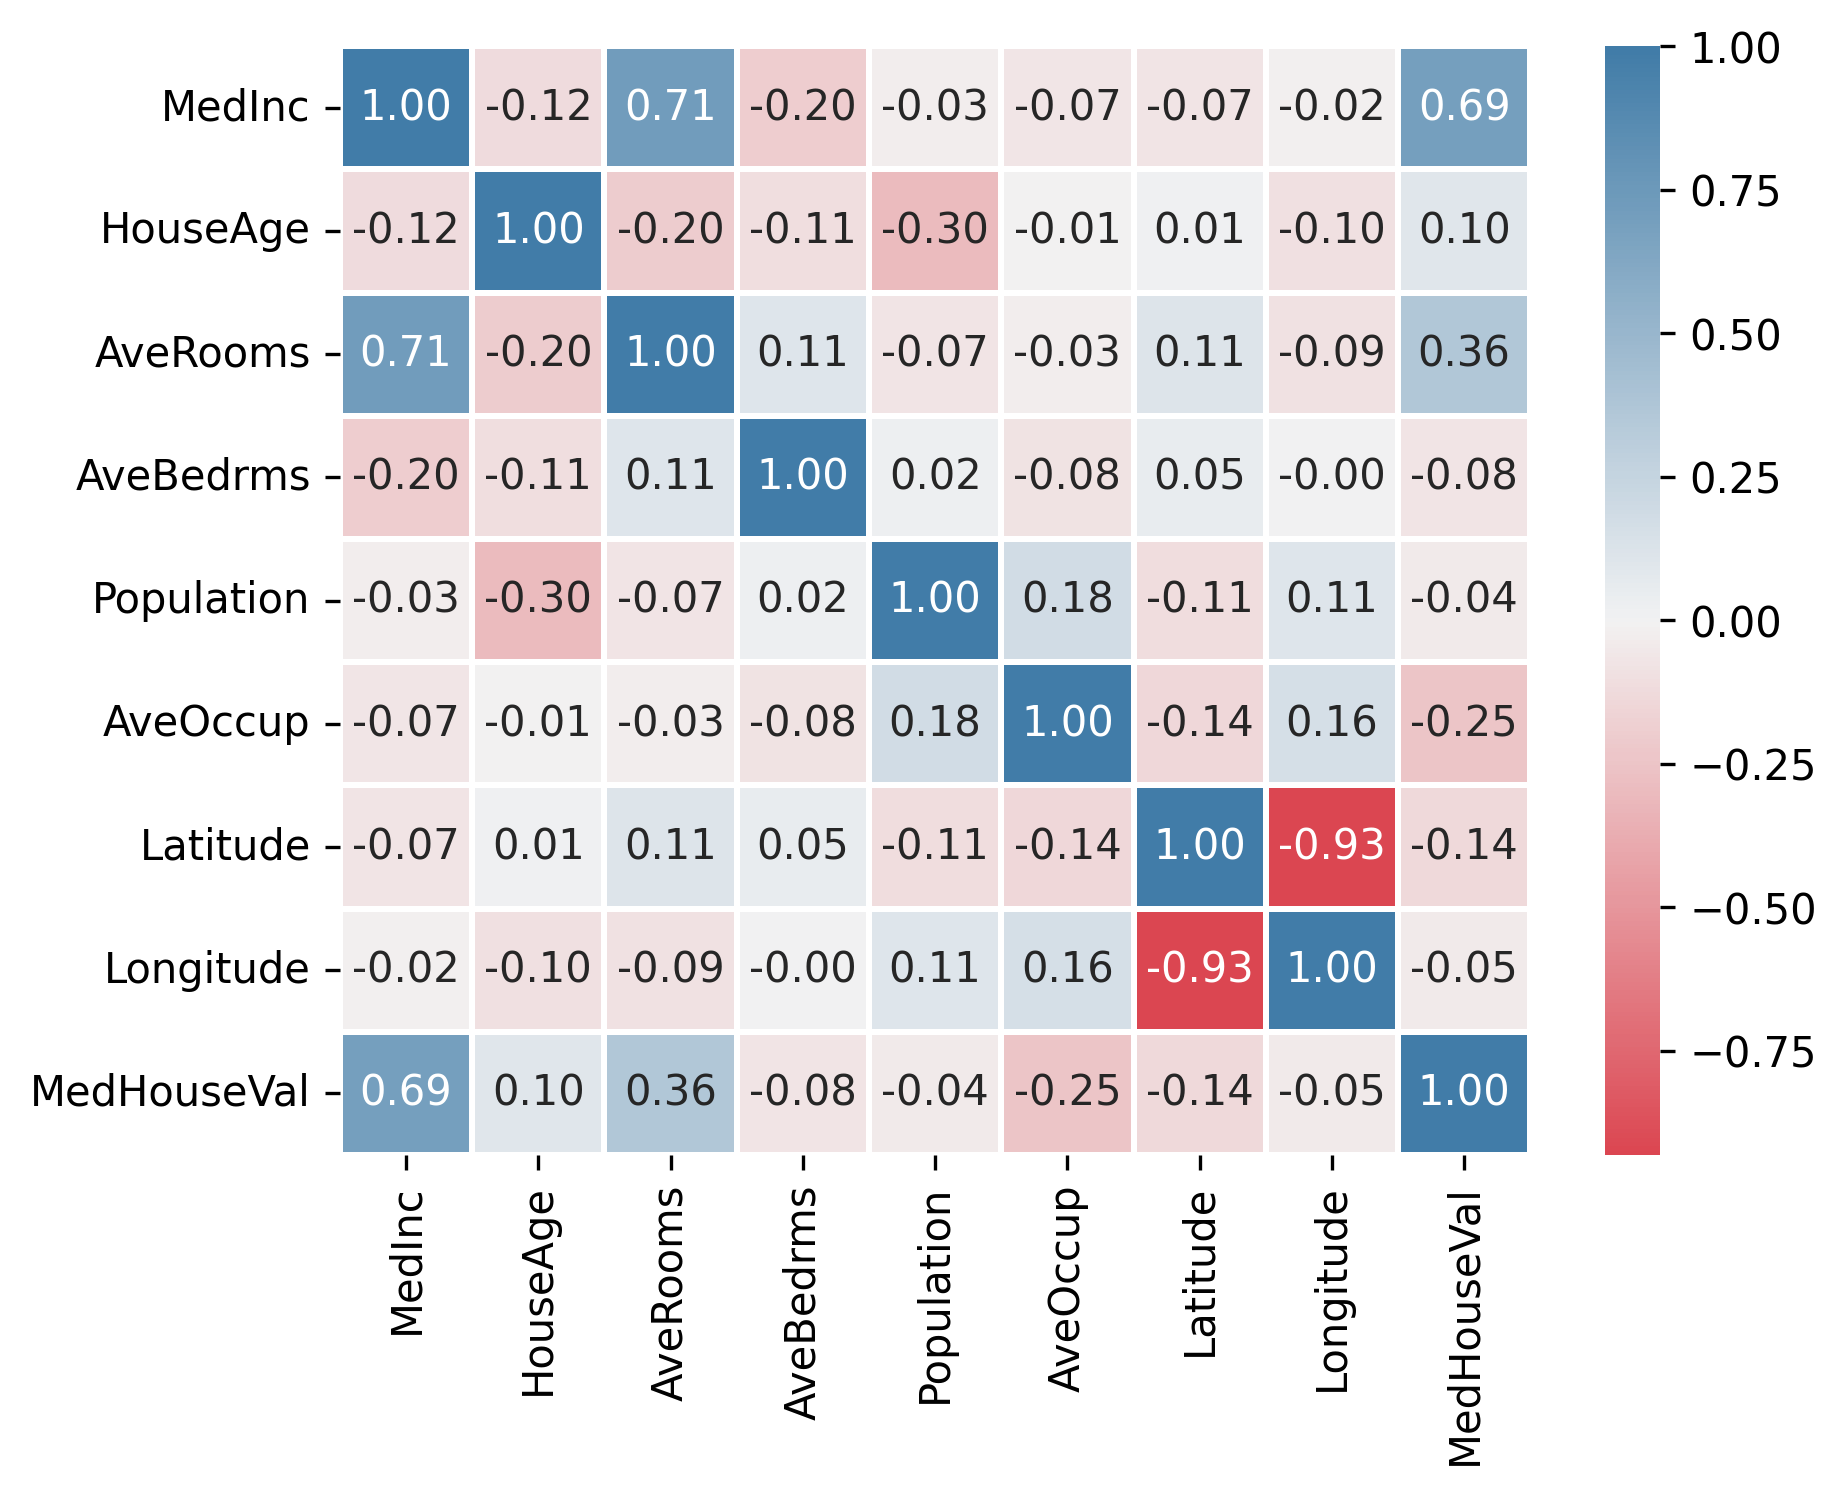 MedInc 1.00 -0.12 0.71 -0.20 -0.03 -0.07 -0.07 -0.02 0.69
HouseAge -0.12 1.00 -0.20 -0.11 -0.30 -0.01 0.01 -0.10 0.10
AveRooms 0.71 -0.20 1.00 0.11 -0.07 -0.03 0.11 -0.09 0.36
AveBedrms -0.20 -0.11 0.11 1.00 0.02 -0.08 0.05 -0.00 -0.08
Population -0.03 -0.30 -0.07 0.02 1.00 0.18 -0.11 0.11 -0.04
AveOccup -0.07 -0.01 -0.03 -0.08 0.18 1.00 -0.14 0.16 -0.25
Latitude -0.07 0.01 0.11 0.05 -0.11 -0.14 1.00 -0.93 -0.14
Longitude -0.02 -0.10 -0.09 -0.00 0.11 0.16 -0.93 1.00 -0.05
MedHouseVal 0.69 0.10 0.36 -0.08 -0.04 -0.25 -0.14 -0.05 1.00
MedInc
HouseAge
AveRooms
AveBedrms
Population
AveOccup
Latitude
Longitude
MedHouseVal
1.00
0.75
0.50
0.25
0.00
−0.25
−0.50
−0.75